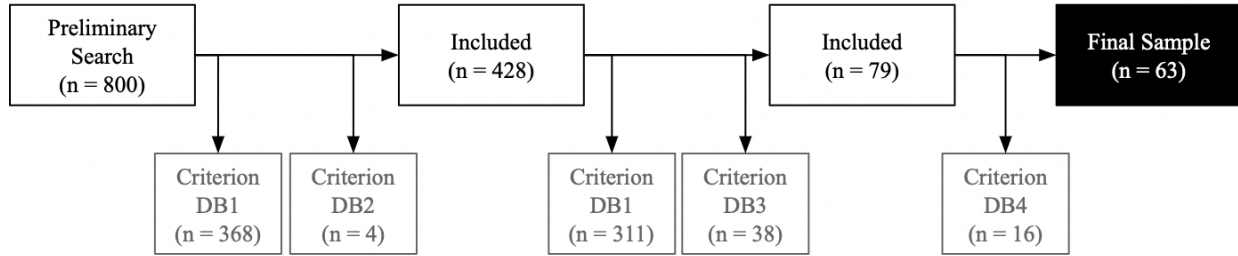 Preliminary
Search
(n = 800)
Included
(n = 428)
Included
(n = 79)
Final Sample
(n = 63)
Criterion
DB1
(n = 368)
Criterion
DB2
(n = 4)
Criterion
DB1
(n = 311)
Criterion
DB3
(n = 38)
Criterion
DB4
(n = 16)